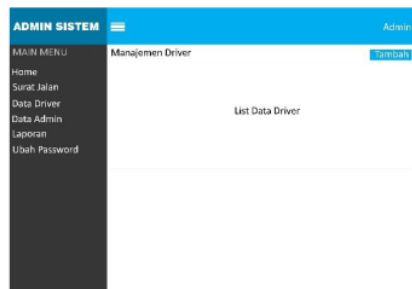 ADMIN SISTEM
Admin
MAIN MENU
Manajemen Driver
Tambah
Home
Surat Jalan
Data Driver
Data Admin
Laporan
Ubah Password
List Data Driver